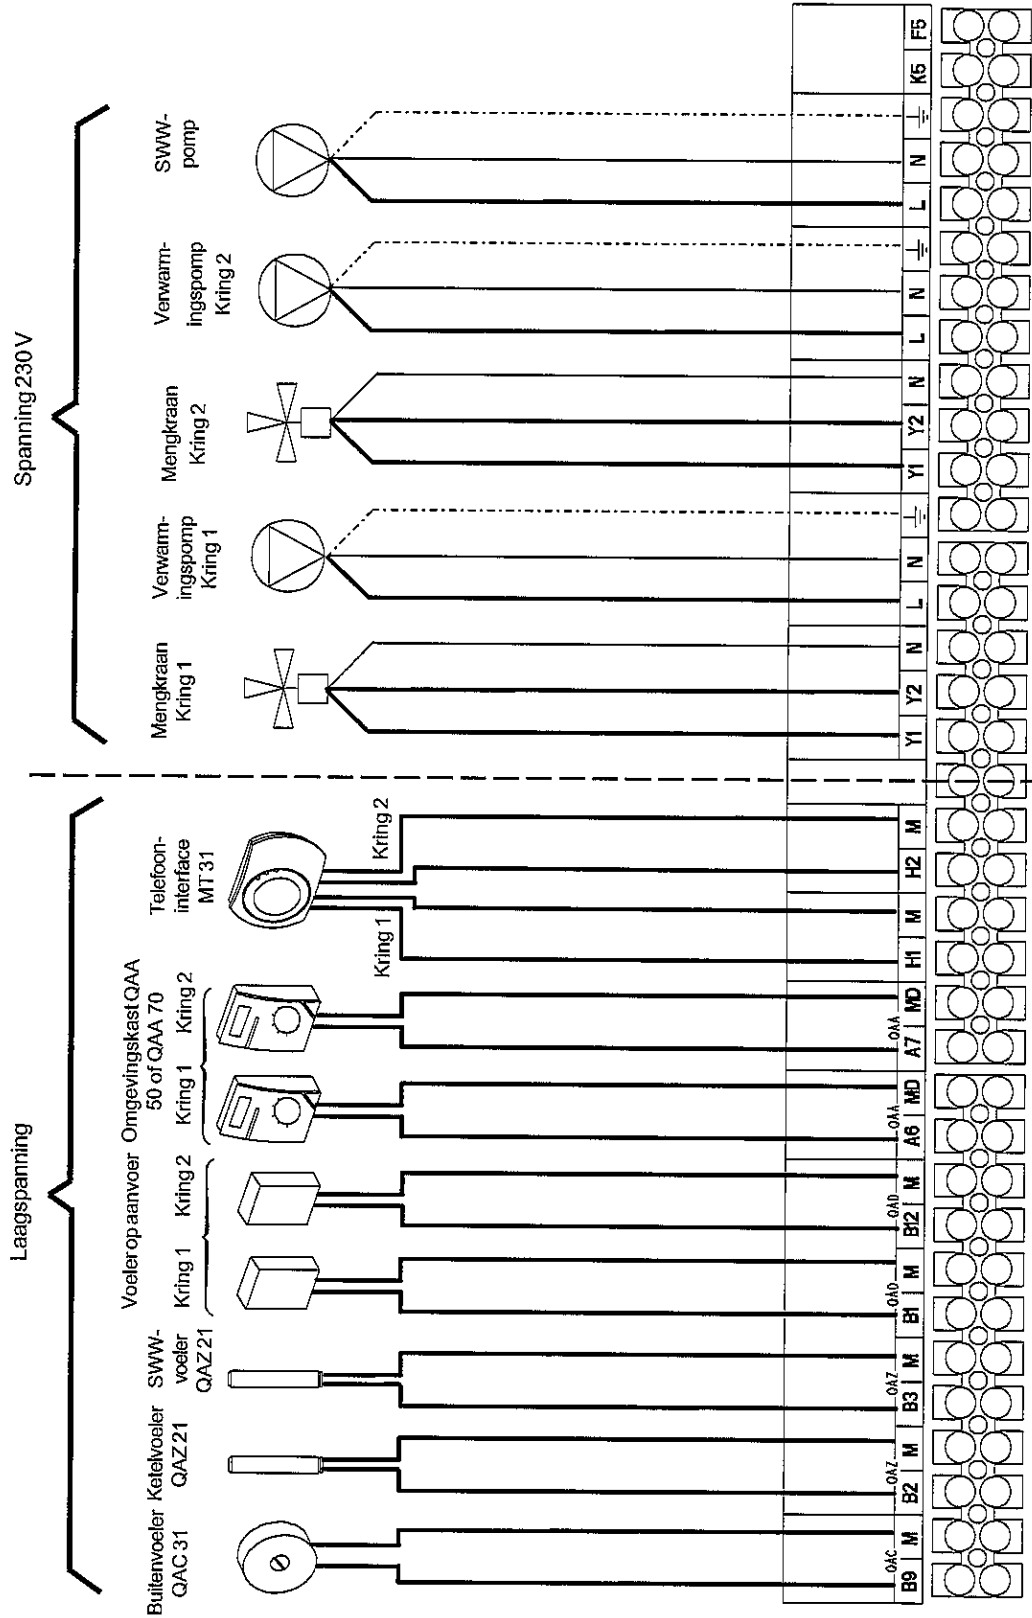 Laagspanning
Spanning 230 V
Buitenvoeler
QAC 31
Ketelvoeler
QAZ 21
SWW-
voeler
QAZ 21
Voeler op aanvoer
Kring 1
Kring 2
Omgevingskast QAA
50 of QAA 70
Kring 1
Kring 2
Telefoon-
interface
MT 31
Kring 1
Kring 2
Mengkraan
Kring 1
Verwarm-
ingspomp
Kring 1
Mengkraan
Kring 2
Verwarm-
ingspomp
Kring 2
SWW-
pomp
QAC
QAZ
QAZ
QAD
QAD
QAA
QAA
B9 M B2 M B3 M B1 M B12 M A6 MD A7 MD H1 M H2 M Y1 Y2 N L N Y1 Y2 N L N L N K5 F5